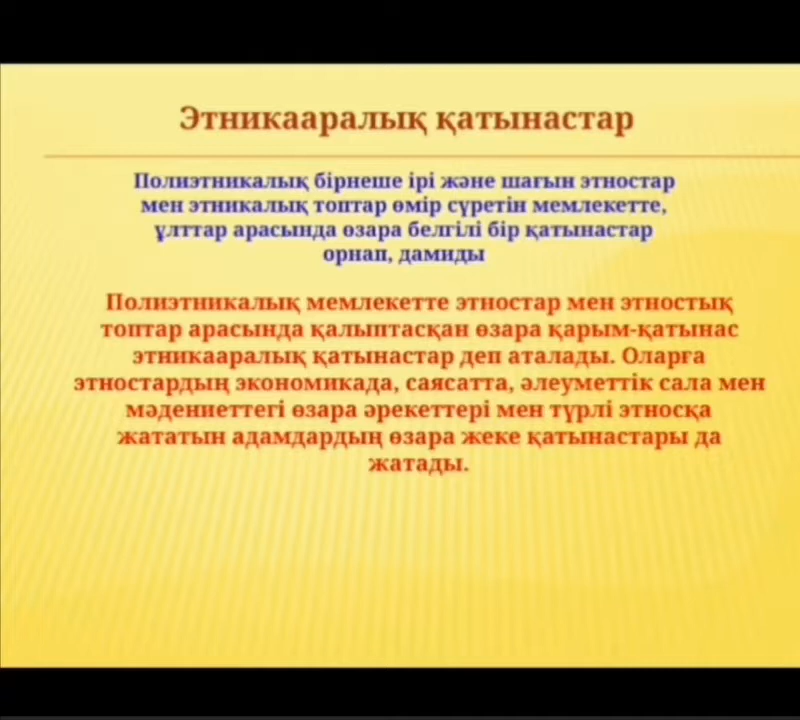 Этникааралық қатынастар
Полиэтникалық бірнеше ірі және шағын этностар
мен этникалық топтар өмір сүретін мемлекетте,
ұлттар арасында өзара белгілі бір қатынастар
орнап, дамиды
Полиэтникалық мемлекетте этностар мен этностық
топтар арасында қалыптасқан өзара қарым-қатынас
этникааралық қатынастар деп аталады. Оларға
этностардың экономикада, саясатта, әлеуметтік сала мен
мәдениеттегі өзара әрекеттері мен түрлі этносқа
жататын адамдардың өзара жеке қатынастары да
жатады.